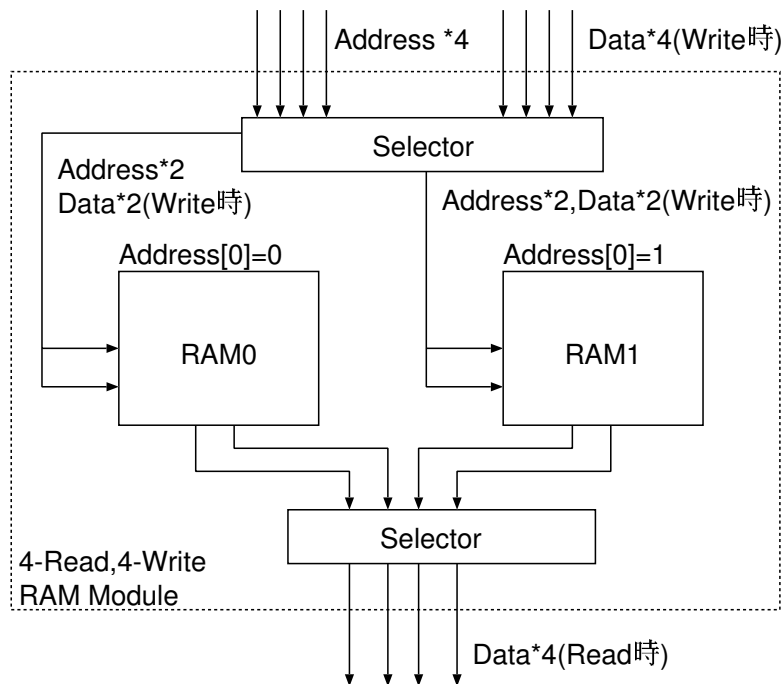 Address *4
Data*4(Write時)
Selector
Address*2
Data*2(Write時)
Address*2,Data*2(Write時)
Address[0]=0
Address[0]=1
RAM0
RAM1
Selector
4-Read,4-Write
RAM Module
Data*4(Read時)